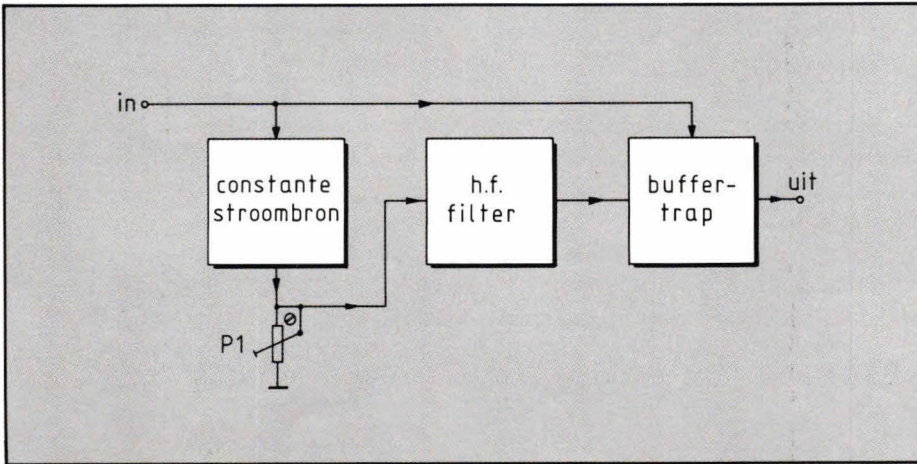 in
constante
stroombron
h.f.
filter
buffer-
trap
uit
P1